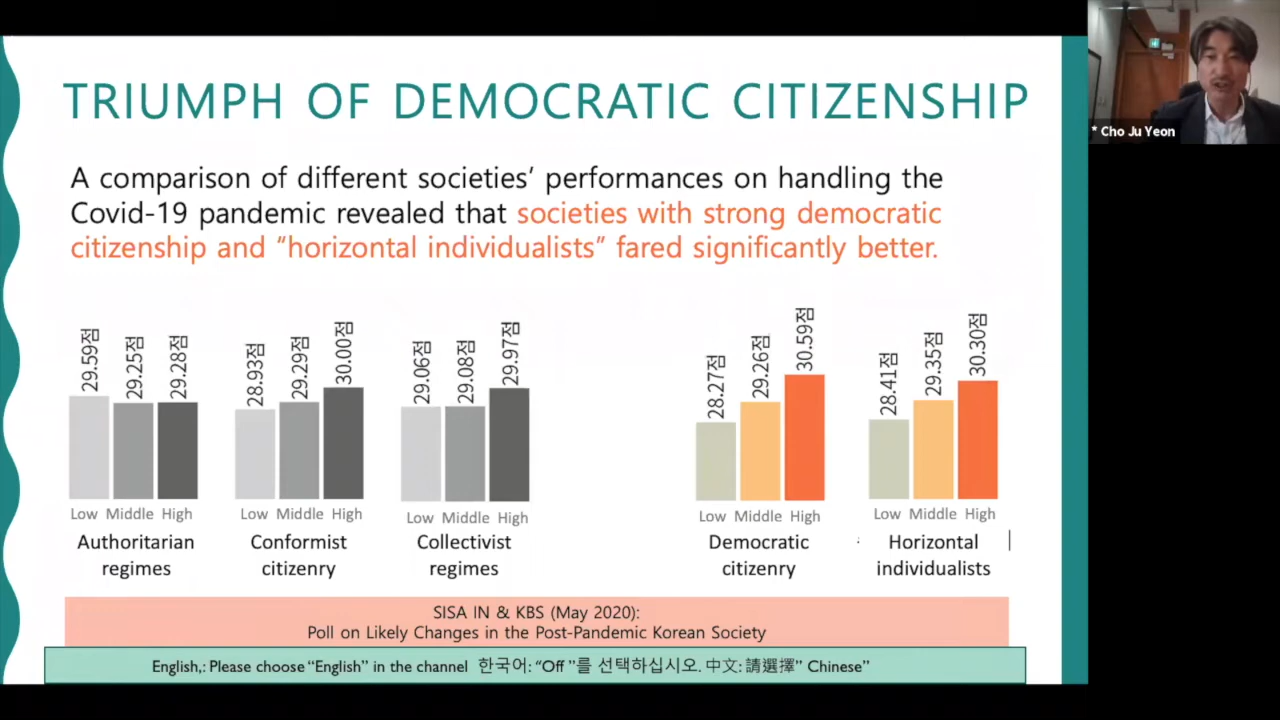 TRIUMPH OF DEMOCRATIC CITIZENSHIP
A comparison of different societies' performances on handling the
Covid-19 pandemic revealed that societies with strong democratic
citizenship and “horizontal individualists” fared significantly better.
29.59점 29.25점 29.28점
Low Middle High
Authoritarian
regimes
28.93점 29.29점 30.00점
Low Middle High
Conformist
citizenry
29.06점 29.08점 29.97점
Low Middle High
Collectivist
regimes
28.27점 29.26점 30.59점
Low Middle High
Democratic
citizenry
28.41점 29.35점 30.30점
Low Middle High
Horizontal
individualists
SISA IN & KBS (May 2020):
Poll on Likely Changes in the Post-Pandemic Korean Society
English,: Please choose “English” in the channel 한국어: “Off ”를 선택하십시오. 中文: 請選擇” Chinese”
* Cho Ju Yeon